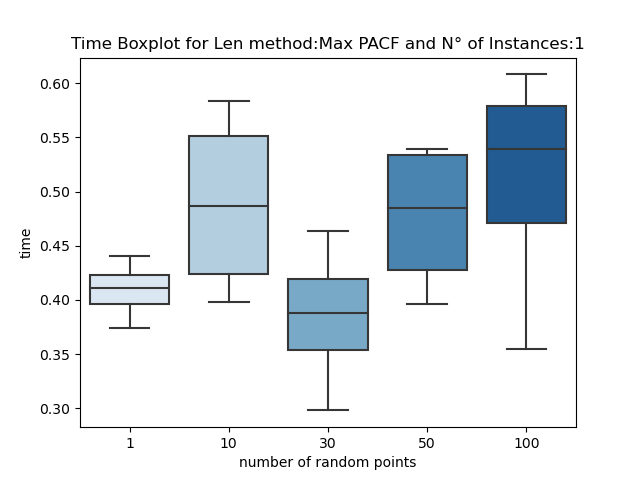 Time Boxplot for Len method:Max PACF and N° of Instances:1
0.60
0.55
0.50
0.45
0.40
0.35
0.30
time
1 10 30 50 100
number of random points